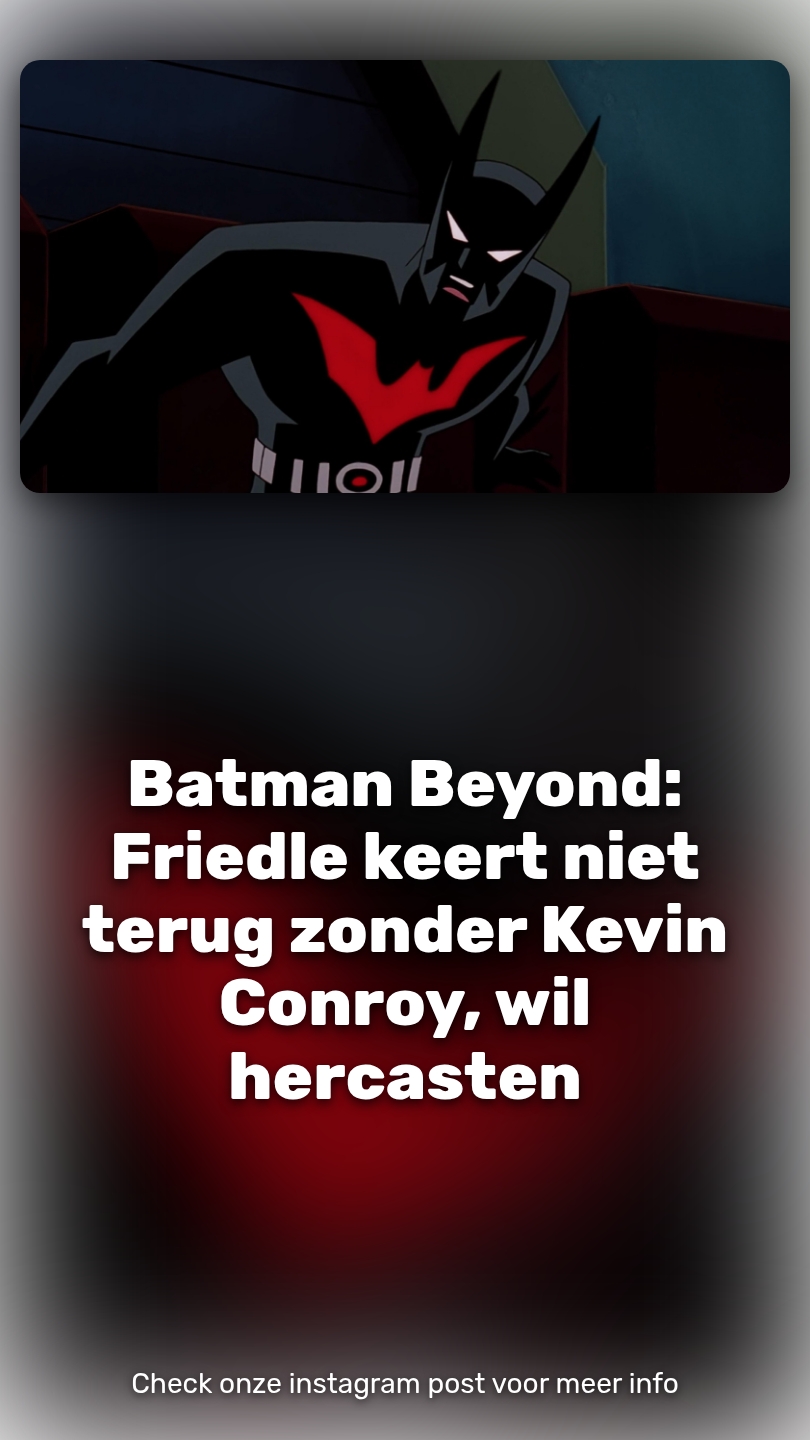 Batman Beyond:
Friedle keert niet
terug zonder Kevin
Conroy, wil
hercasten
Check onze instagram post voor meer info